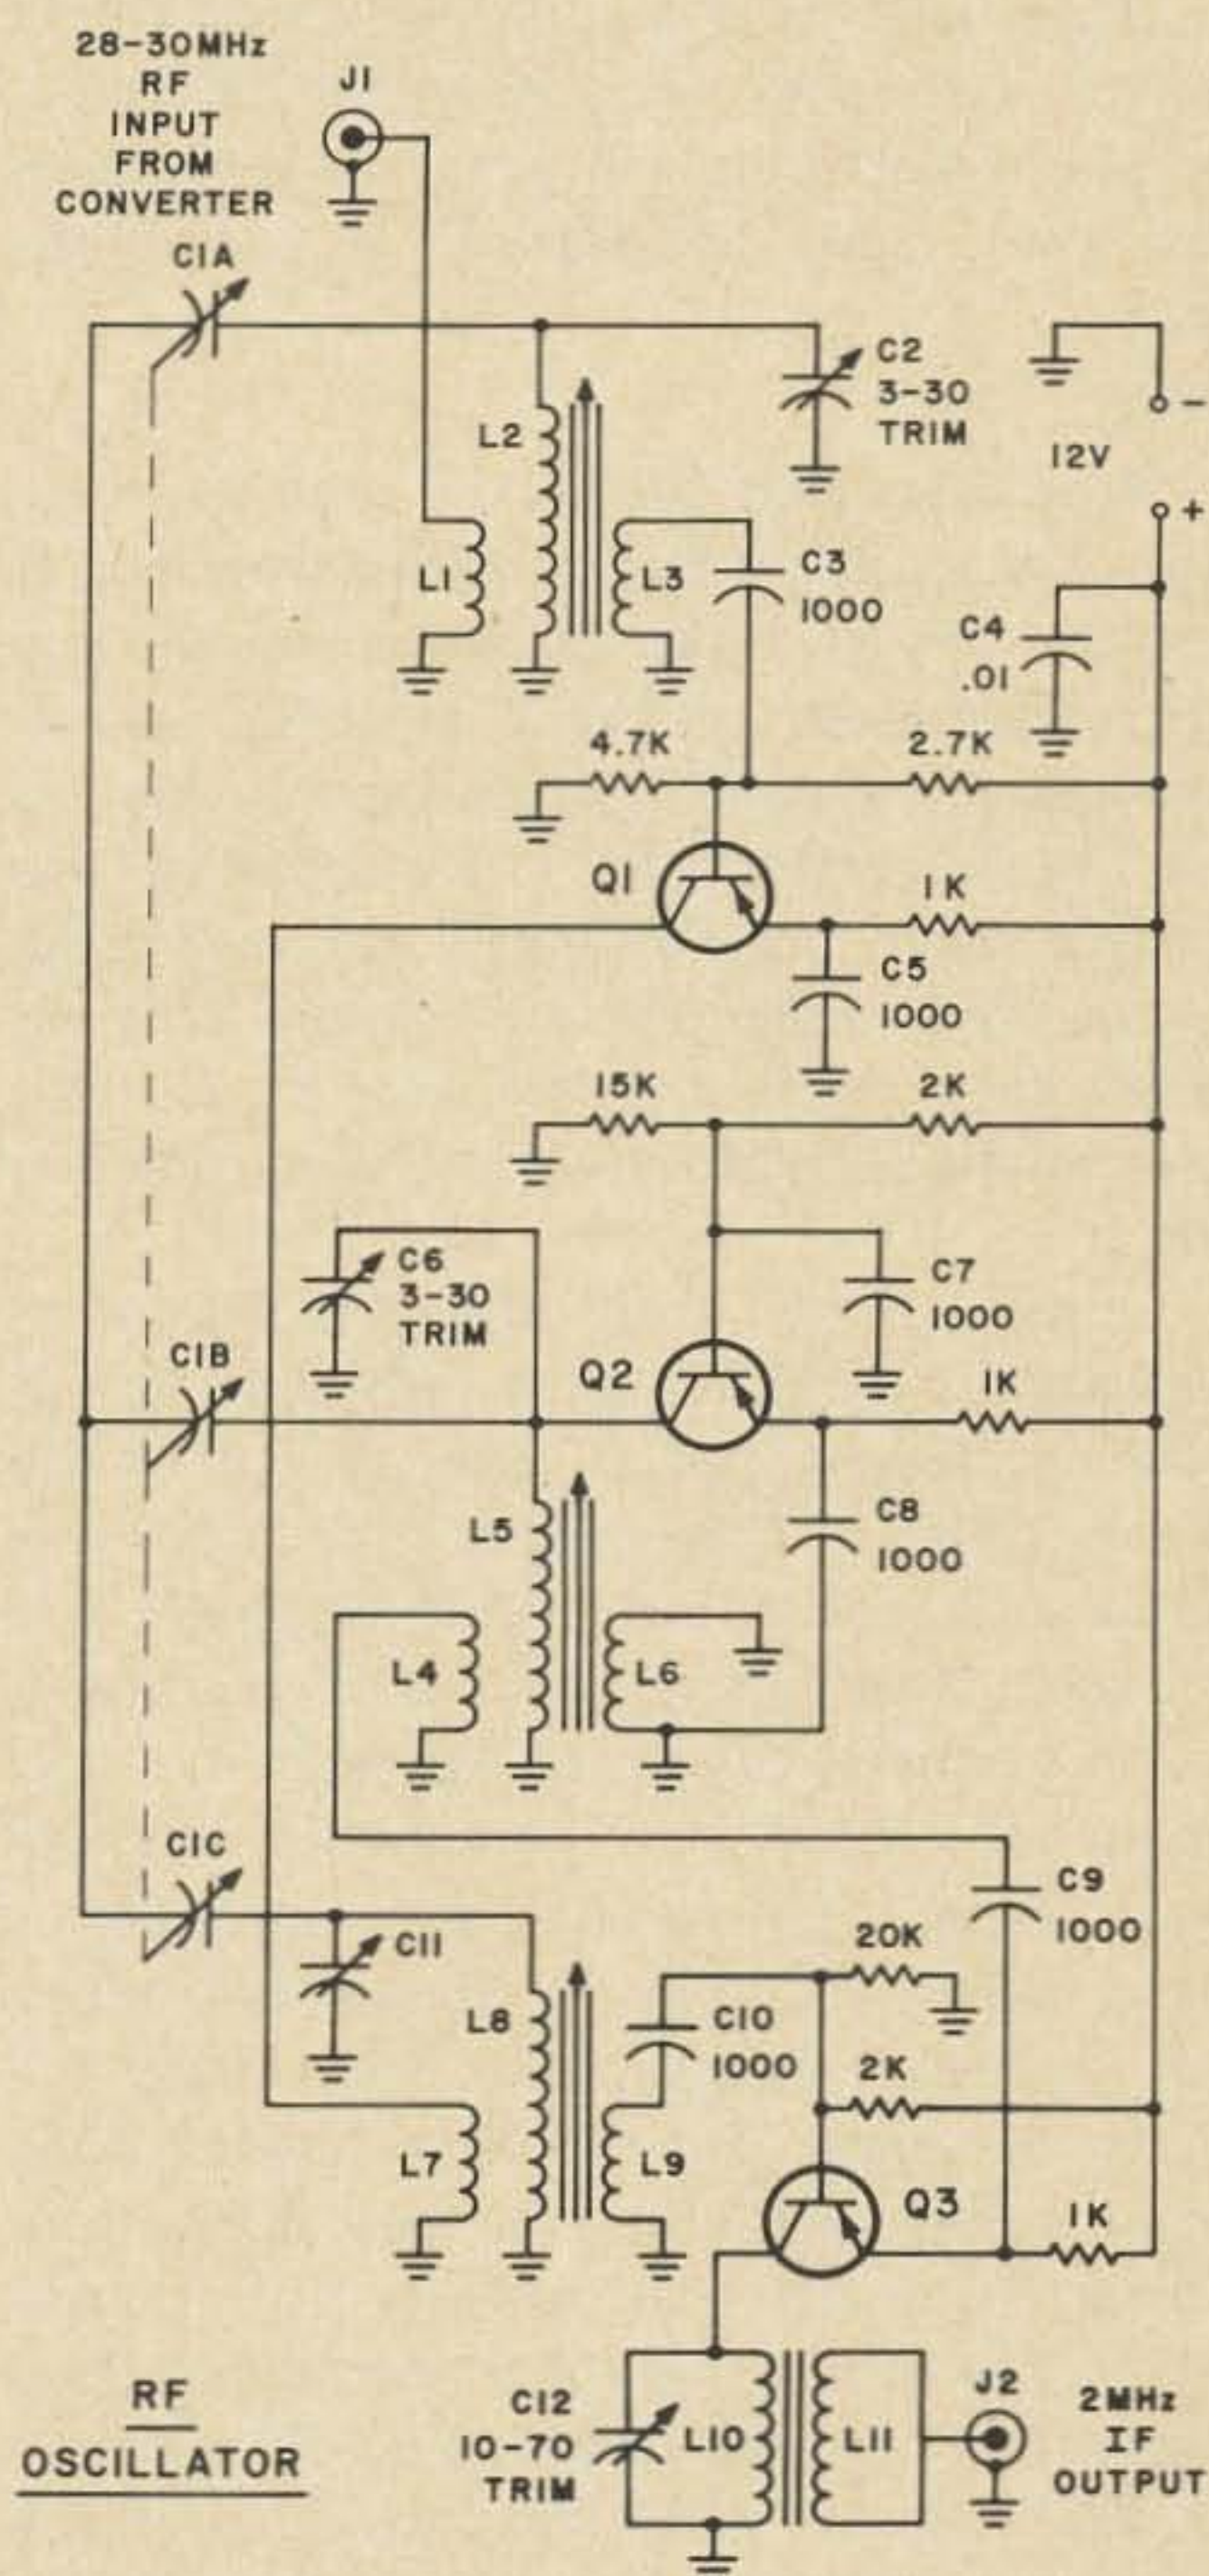 28-30MHz
RF
INPUT
FROM
CONVERTER
J1
C1A
C2
3-30
TRIM
-
12V
+
L2
L1
L3
C3
1000
C4
.01
4.7K
2.7K
Q1
1K
C5
1000
15K
2K
C6
3-30
TRIM
C7
1000
C1B
Q2
1K
L5
C8
1000
L4
L6
C1C
C9
1000
C11
20K
L8
C10
1000
2K
L7
L9
Q3
1K
RF
OSCILLATOR
C12
10-70
TRIM
L10
L11
J2
2MHz
IF
OUTPUT